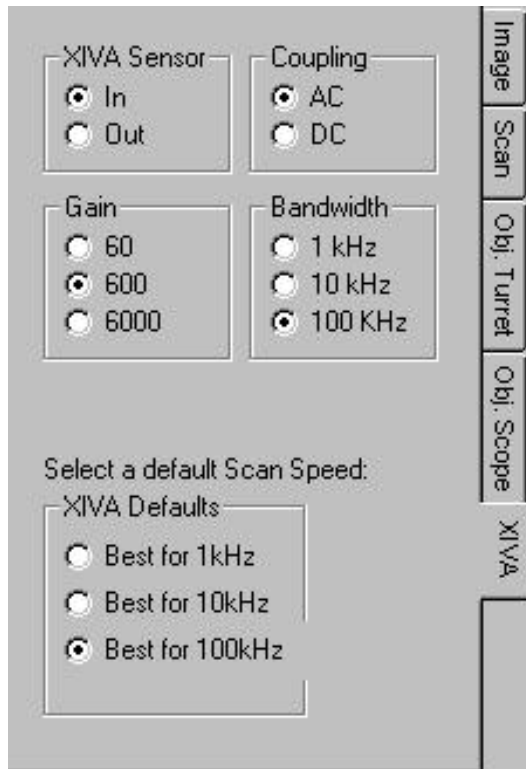 XIVA Sensor
In
Out
Coupling
AC
DC
Gain
60
600
6000
Bandwidth
1 kHz
10 kHz
100 KHz
Select a default Scan Speed:
XIVA Defaults
Best for 1kHz
Best for 10kHz
Best for 100kHz
Image
Scan
Obj. Turret
Obj. Scope
XIVA